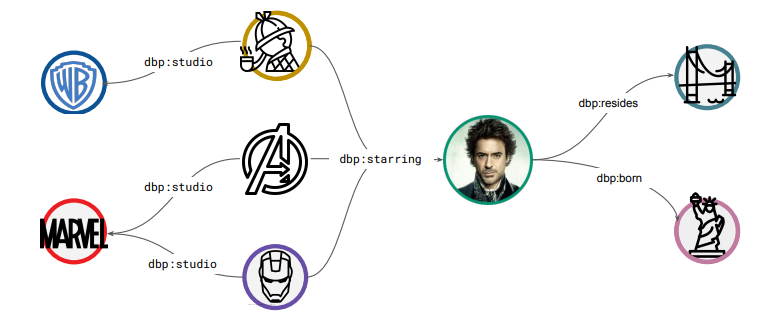 dbp:studio
WB
dbp:starring
dbp:resides
dbp:born
dbp:studio
MARVEL
dbp:studio